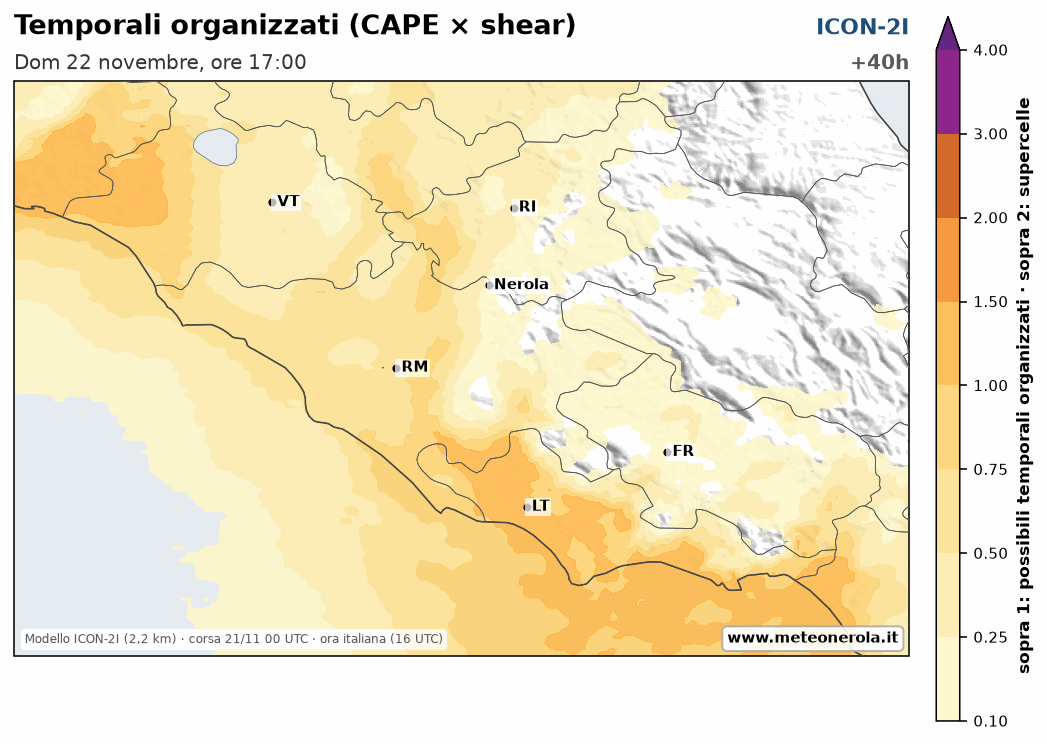 Temporali organizzati (CAPE × shear)
ICON-2I
Dom 22 novembre, ore 17:00
+40h
VT
RI
Nerola
RM
FR
LT
Modello ICON-2I (2,2 km) · corsa 21/11 00 UTC · ora italiana (16 UTC)
www.meteonerola.it
4.00
3.00
2.00
1.50
1.00
0.75
0.50
0.25
0.10
sopra 1: possibili temporali organizzati · sopra 2: supercelle